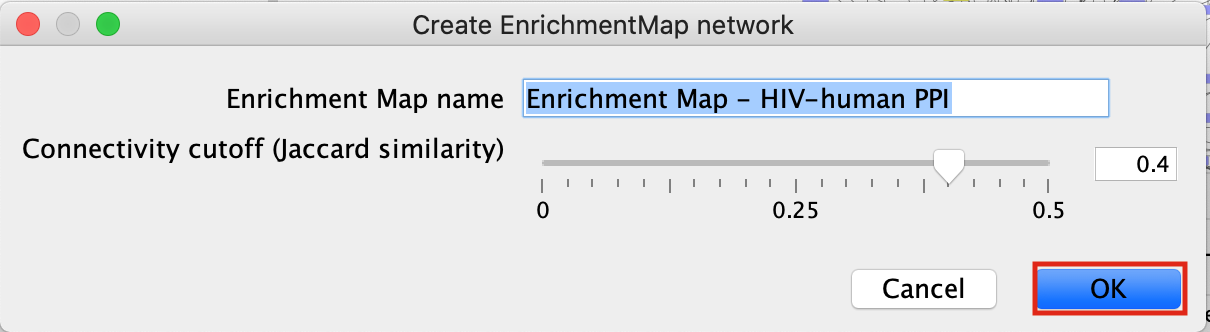 Create EnrichmentMap network
Enrichment Map name Enrichment Map – HIV-human PPI
Connectivity cutoff (Jaccard similarity) 0.4
0 0.25 0.5
Cancel OK